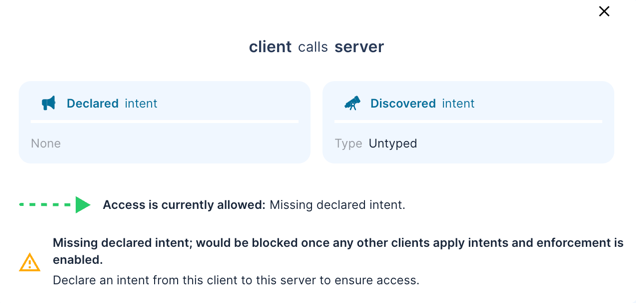 client calls server
Declared intent
Discovered intent
None
Type Untyped
Access is currently allowed: Missing declared intent.
Missing declared intent; would be blocked once any other clients apply intents and enforcement is
enabled.
Declare an intent from this client to this server to ensure access.